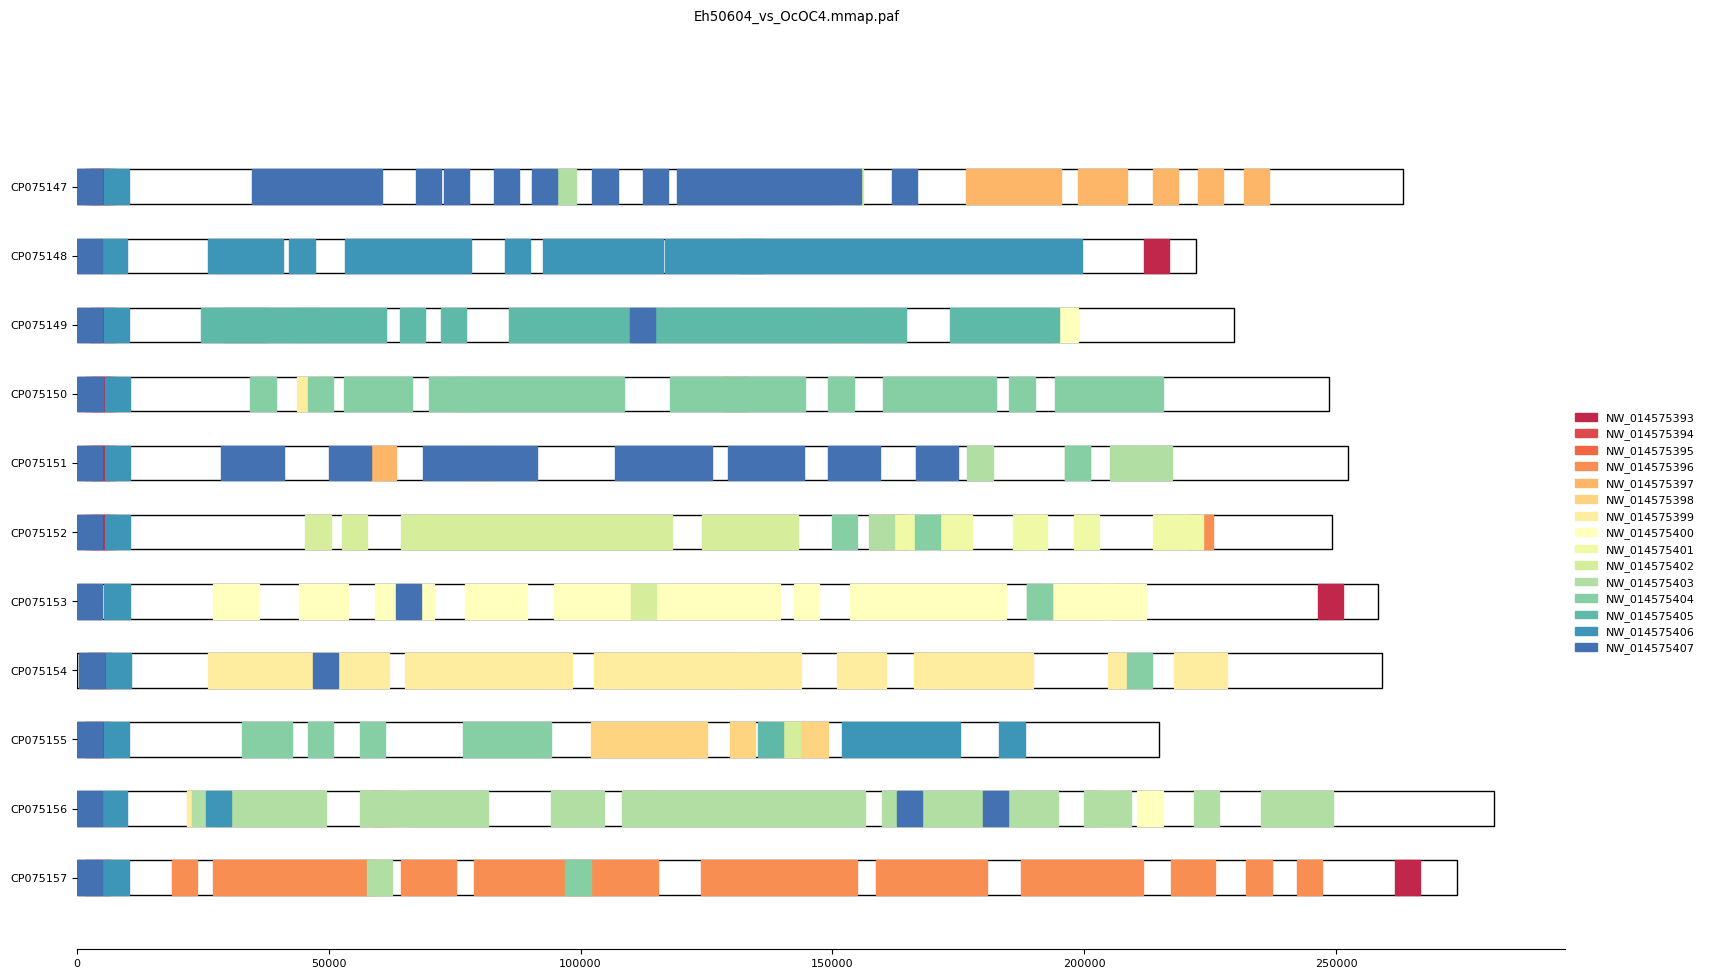 Eh50604_vs_OcOC4.mmap.paf
CP075147
CP075148
CP075149
CP075150
CP075151
CP075152
CP075153
CP075154
CP075155
CP075156
CP075157
0 50000 100000 150000 200000 250000
NW_014575393
NW_014575394
NW_014575395
NW_014575396
NW_014575397
NW_014575398
NW_014575399
NW_014575400
NW_014575401
NW_014575402
NW_014575403
NW_014575404
NW_014575405
NW_014575406
NW_014575407